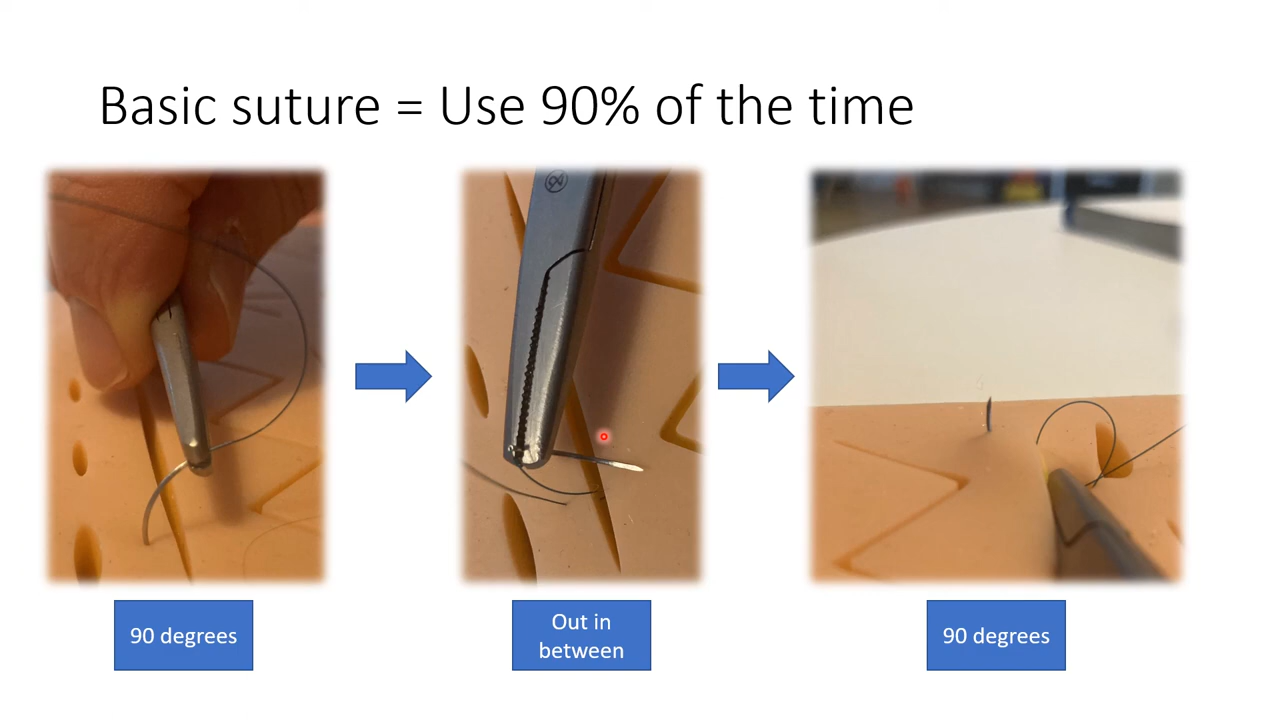 Basic suture = Use 90% of the time
90 degrees
Out in
between
90 degrees